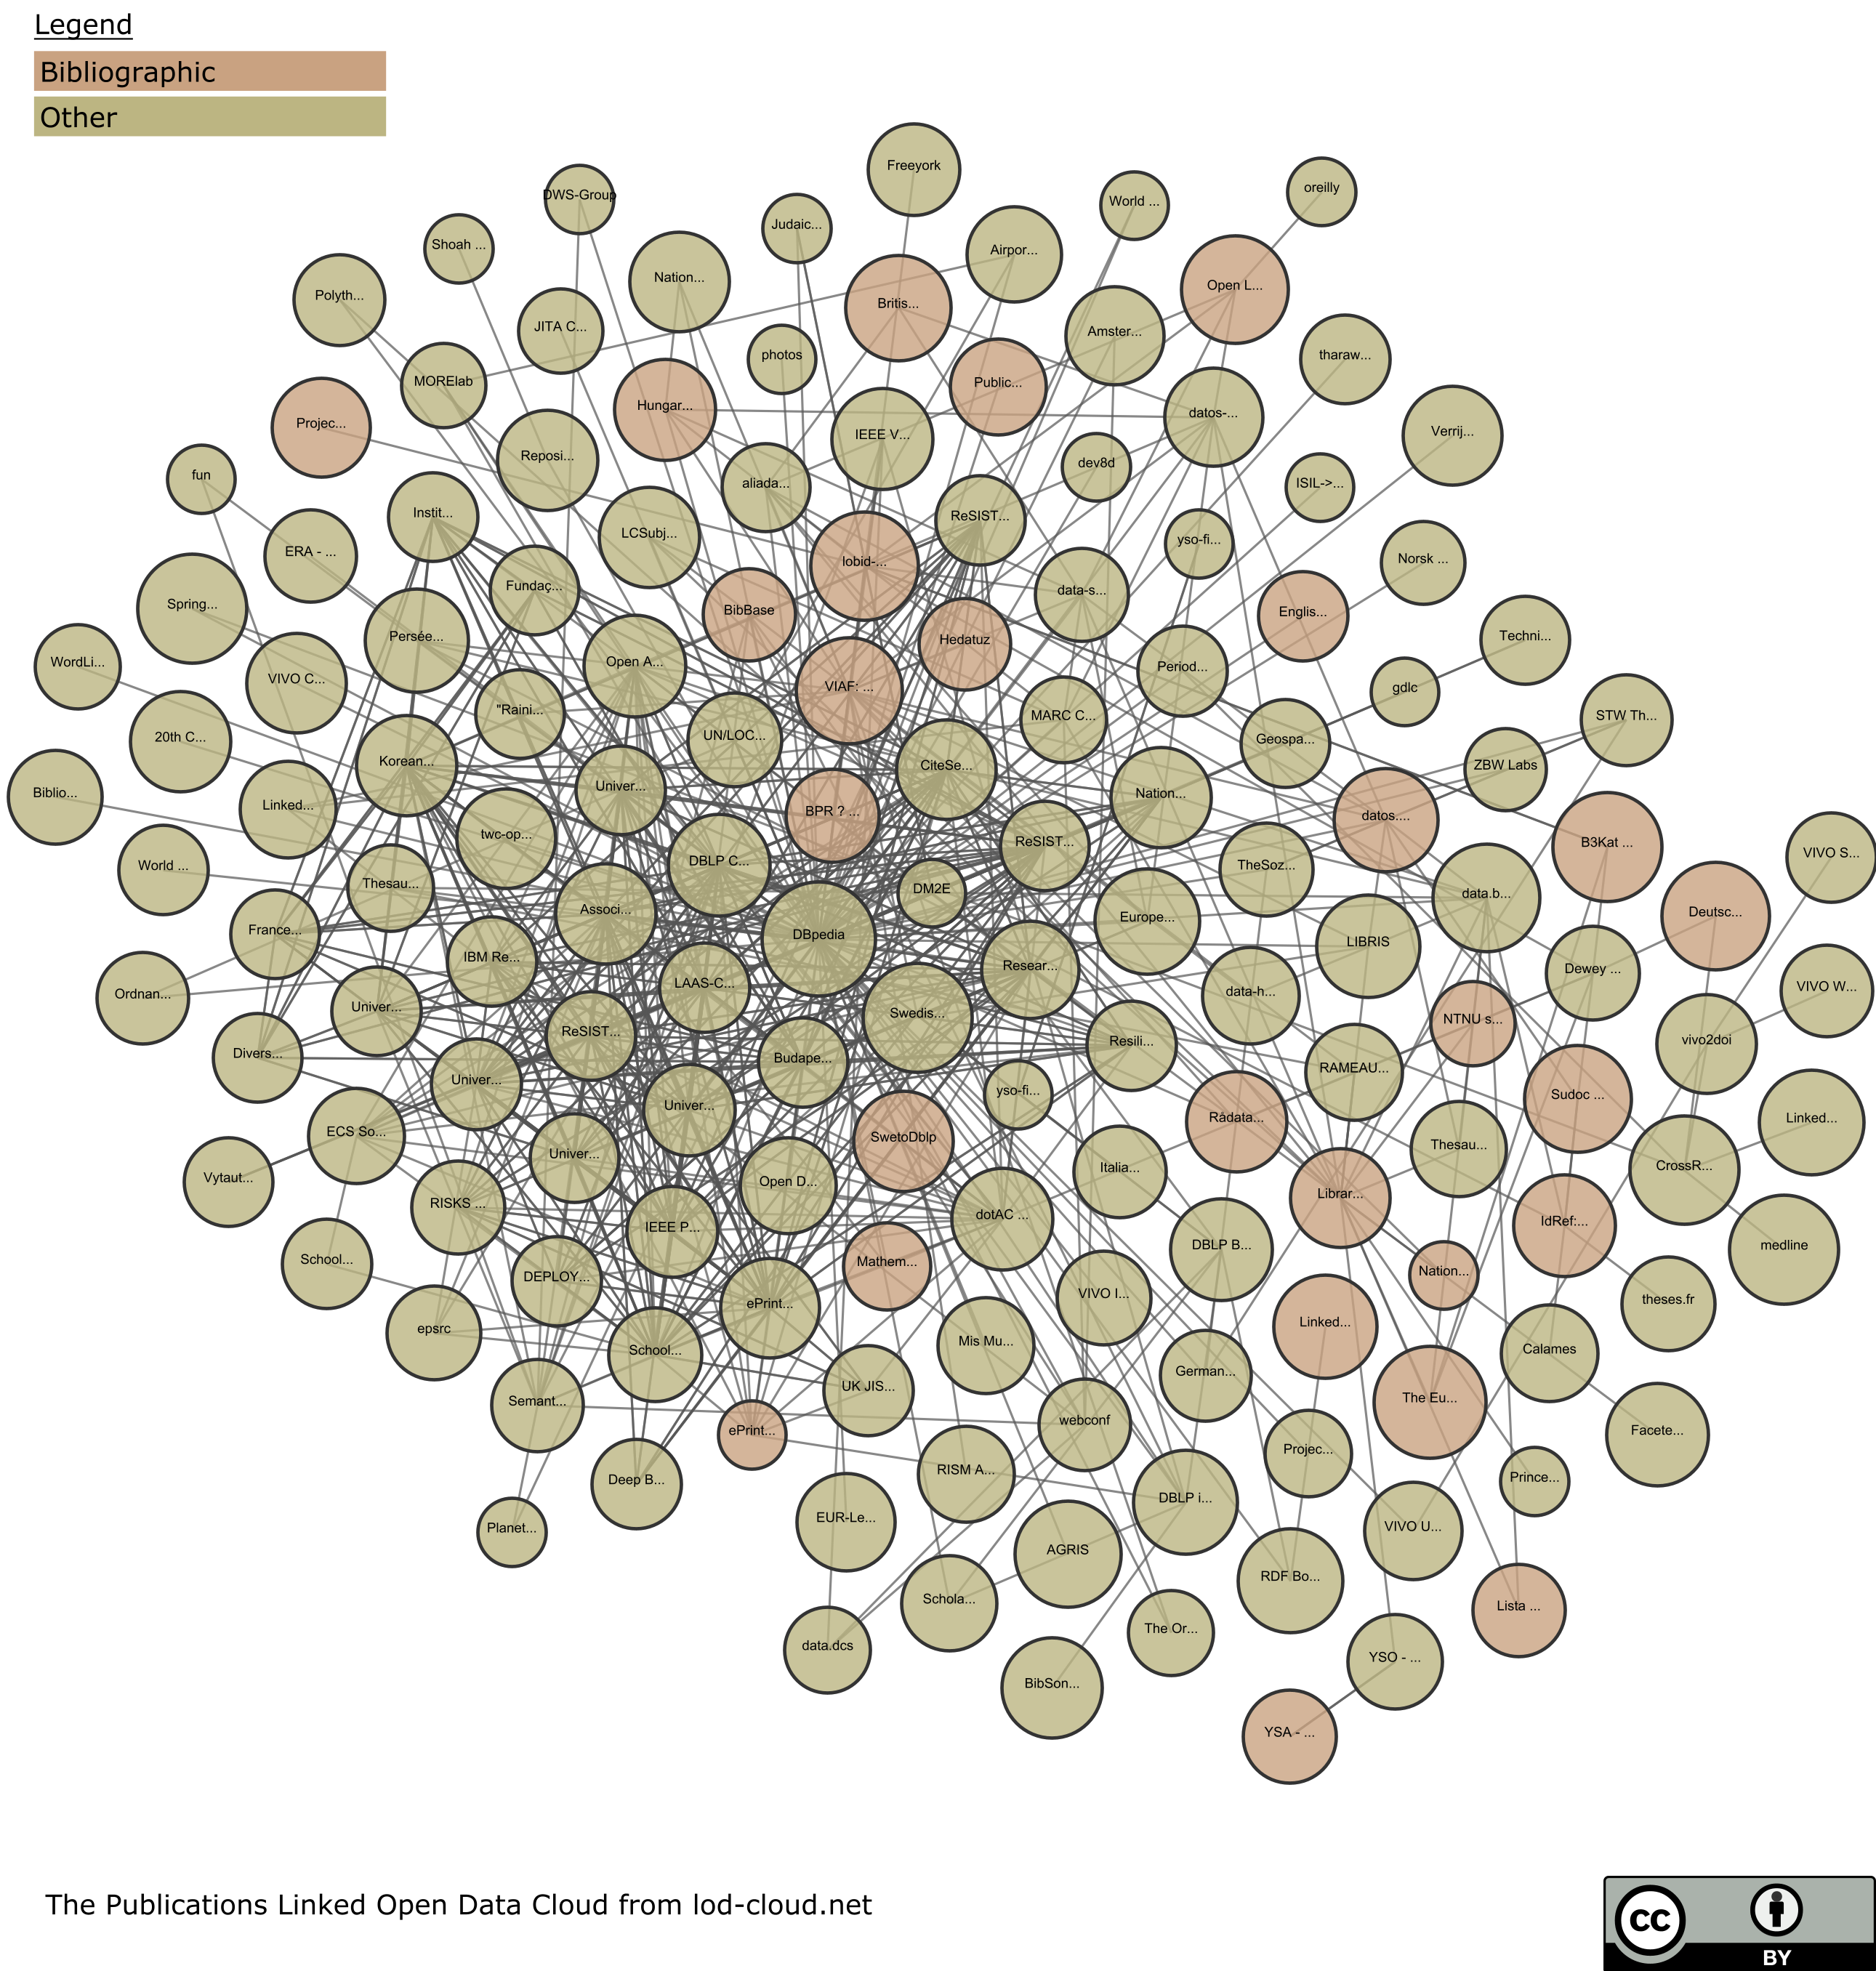 Legend
Bibliographic
Other
Freeyork
DWS-Group
oreilly
World ...
Judaic...
Shoah ...
Airpor...
Nation...
Open L...
Polyth...
Britis...
JITA C...
Amster...
photos
tharaw...
MORElab
Public...
Hungar...
datos-...
Projec...
IEEE V...
Verrij...
Reposi...
dev8d
fun
aliada...
ISIL->...
Instit...
ReSIST...
LCSubj...
yso-fi...
ERA - ...
Norsk ...
lobid-...
Fundaç...
data-s...
Spring...
BibBase
Englis...
Persée...
Hedatuz
Techni...
WordLi...
Open A...
Period...
VIVO C...
VIAF: ...
gdlc
"Raini...
MARC C...
STW Th...
20th C...
UN/LOC...
Geospa...
Korean...
CiteSe...
ZBW Labs
Biblio...
Univer...
Nation...
Linked...
BPR ? ...
datos....
twc-op...
ReSIST...
B3Kat ...
VIVO S...
DBLP C...
World ...
TheSoz...
Thesau...
DM2E
data.b...
Associ...
Deutsc...
Europe...
France...
DBpedia
LIBRIS
IBM Re...
Resear...
Dewey ...
LAAS-C...
VIVO W...
Ordnan...
data-h...
Univer...
Swedis...
NTNU s...
ReSIST...
vivo2doi
Resili...
Divers...
Budape...
RAMEAU...
Univer...
yso-fi...
Sudoc ...
Univer...
Rådata...
Linked...
ECS So...
SwetoDblp
Thesau...
Univer...
Italia...
CrossR...
Vytaut...
Open D...
Librar...
RISKS ...
dotAC ...
IdRef:...
IEEE P...
DBLP B...
medline
School...
Mathem...
Nation...
DEPLOY...
VIVO I...
theses.fr
ePrint...
Linked...
epsrc
Mis Mu...
School...
Calames
German...
UK JIS...
The Eu...
Semant...
webconf
Facete...
ePrint...
Projec...
RISM A...
Deep B...
Prince...
DBLP i...
EUR-Le...
VIVO U...
Planet...
AGRIS
RDF Bo...
Schola...
Lista ...
The Or...
data.dcs
YSO - ...
BibSon...
YSA - ...
The Publications Linked Open Data Cloud from lod-cloud.net
cc
BY